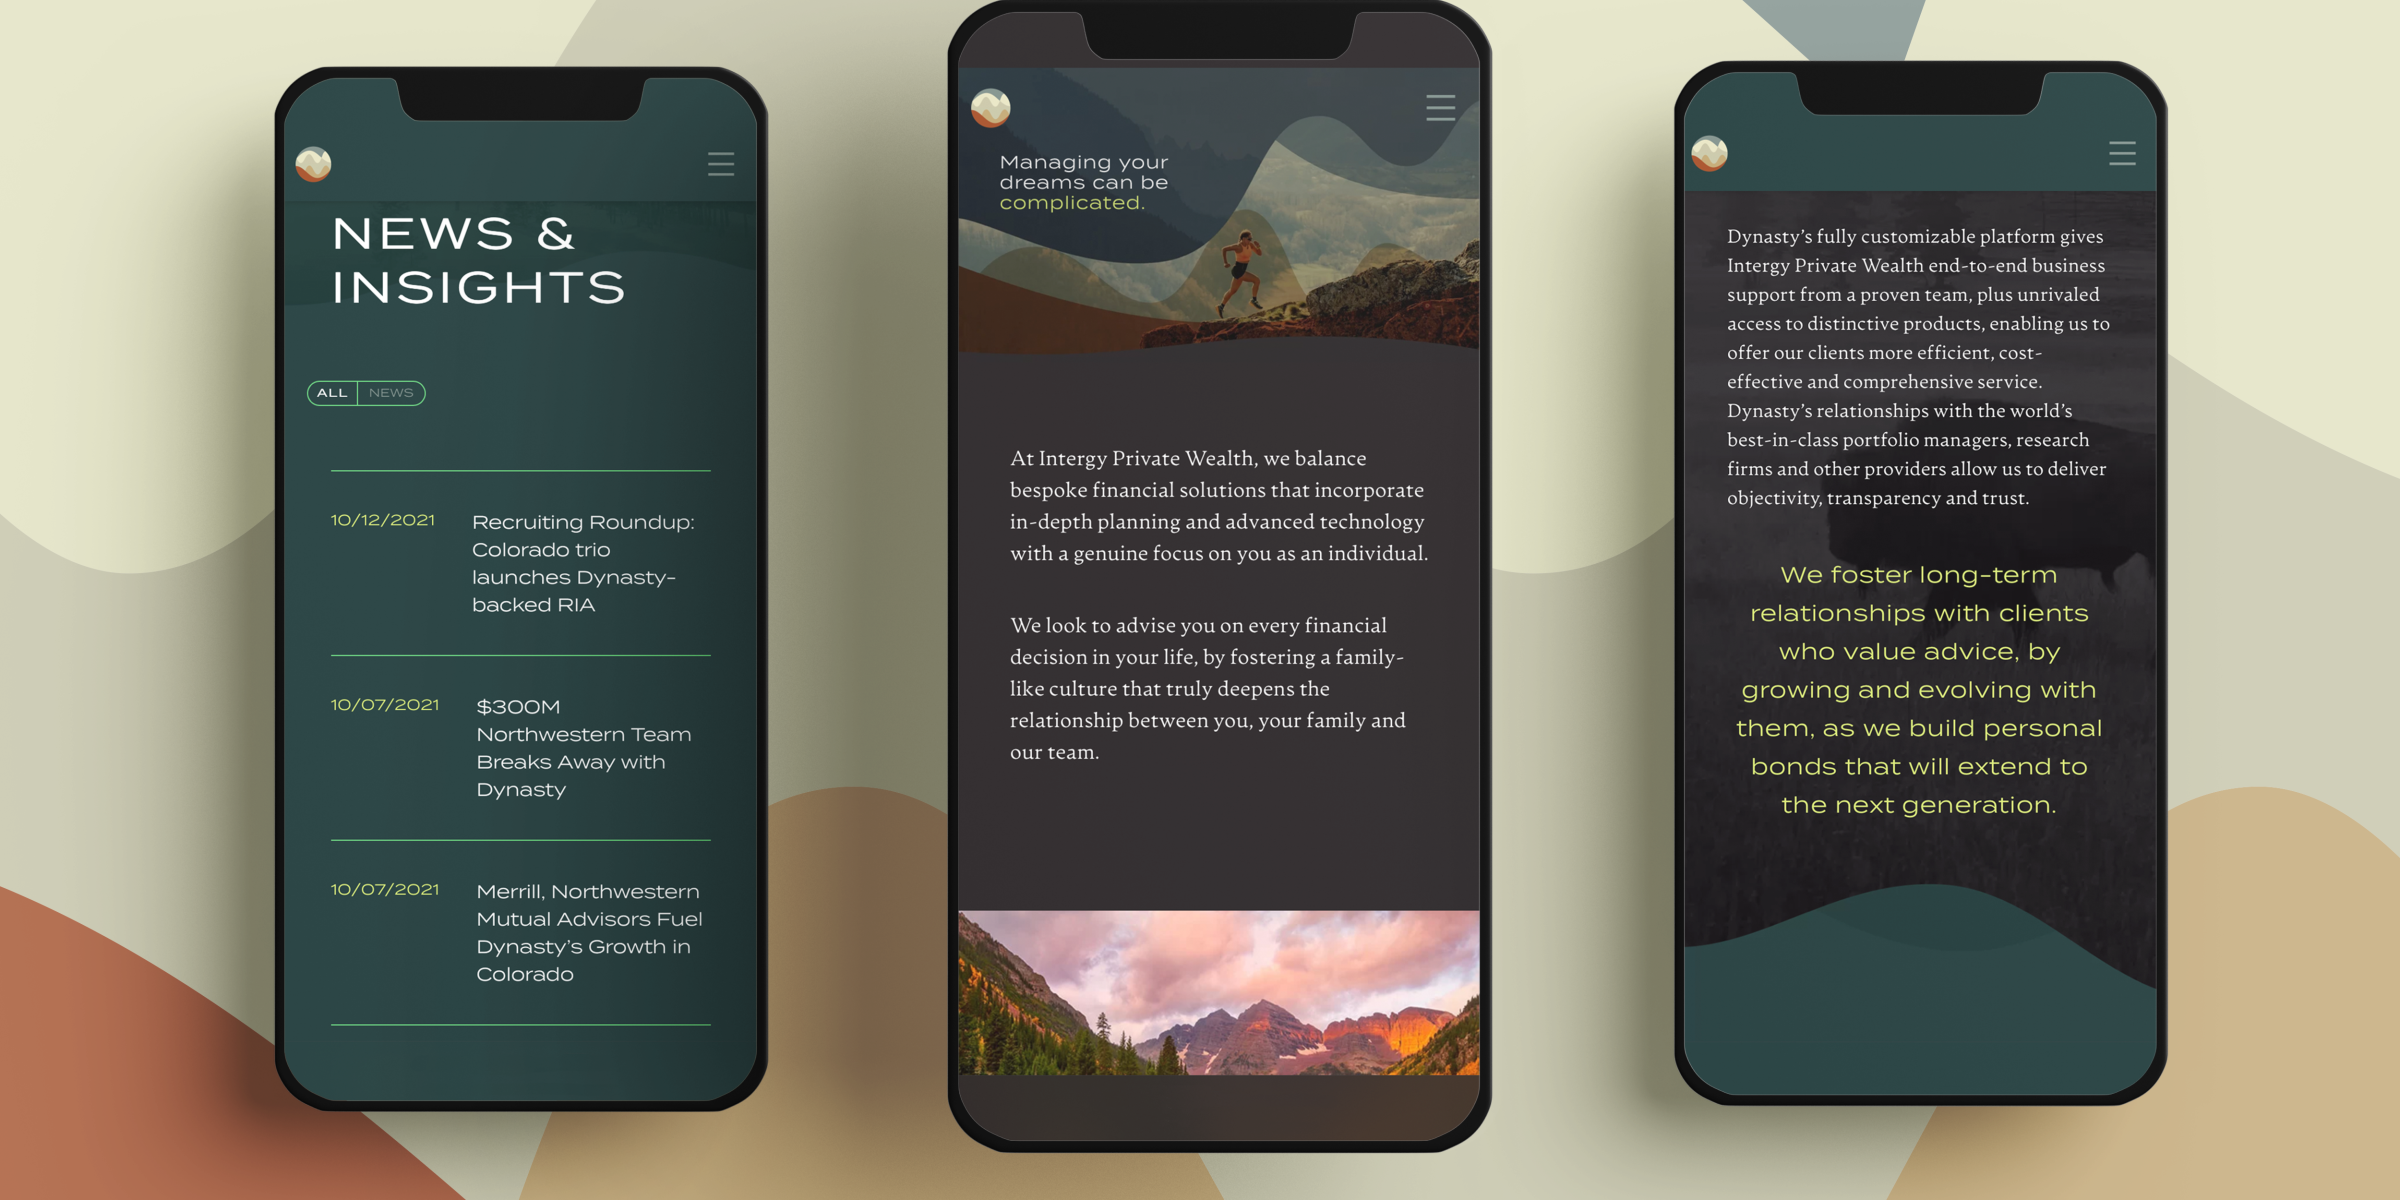 NEWS &
INSIGHTS
ALL NEWS
10/12/2021
Recruiting Roundup:
Colorado trio
launches Dynasty-
backed RIA
10/07/2021
$300M
Northwestern Team
Breaks Away with
Dynasty
10/07/2021
Merrill, Northwestern
Mutual Advisors Fuel
Dynasty’s Growth in
Colorado
Managing your
dreams can be
complicated.
At Intergy Private Wealth, we balance
bespoke financial solutions that incorporate
in-depth planning and advanced technology
with a genuine focus on you as an individual.
We look to advise you on every financial
decision in your life, by fostering a family-
like culture that truly deepens the
relationship between you, your family and
our team.
Dynasty’s fully customizable platform gives
Intergy Private Wealth end-to-end business
support from a proven team, plus unrivaled
access to distinctive products, enabling us to
offer our clients more efficient, cost-
effective and comprehensive service.
Dynasty’s relationships with the world’s
best-in-class portfolio managers, research
firms and other providers allow us to deliver
objectivity, transparency and trust.
We foster long-term
relationships with clients
who value advice, by
growing and evolving with
them, as we build personal
bonds that will extend to
the next generation.